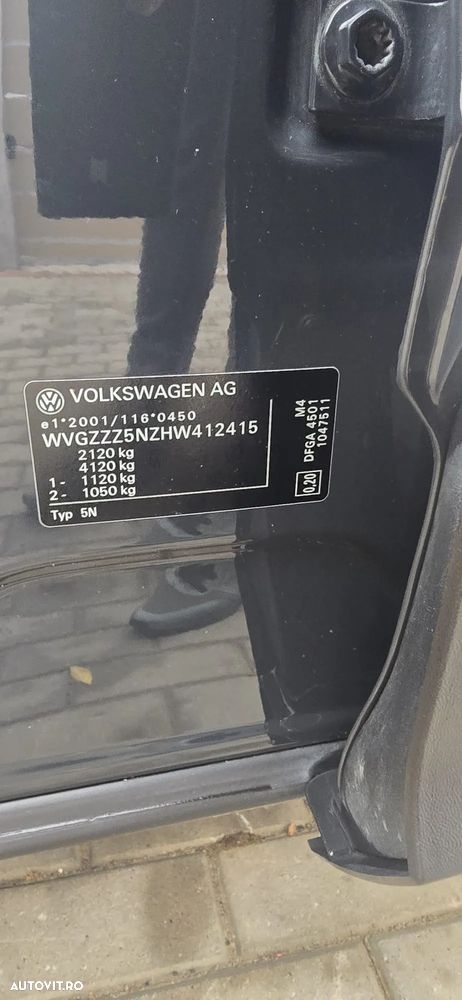 VOLKSWAGEN AG
e1*2001/116*0450
WVGZZZ5NZHW412415
2120 kg
4120 kg
1- 1120 kg
2- 1050 kg
Typ 5N
M4
DFGA 4501
1047511
0.20
AUTOVIT.RO